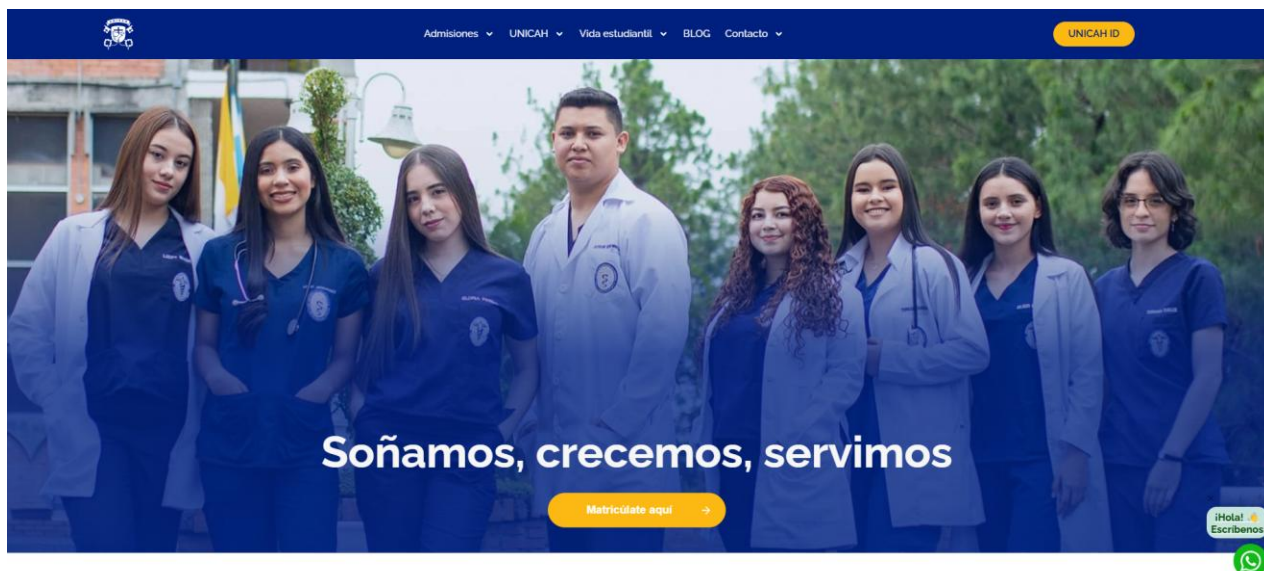 Admisiones UNICAH Vida estudiantil BLOG Contacto UNICAH ID
Soñamos, crecemos, servimos
Matricúlate aquí →
¡Hola! 👋
Escríbenos